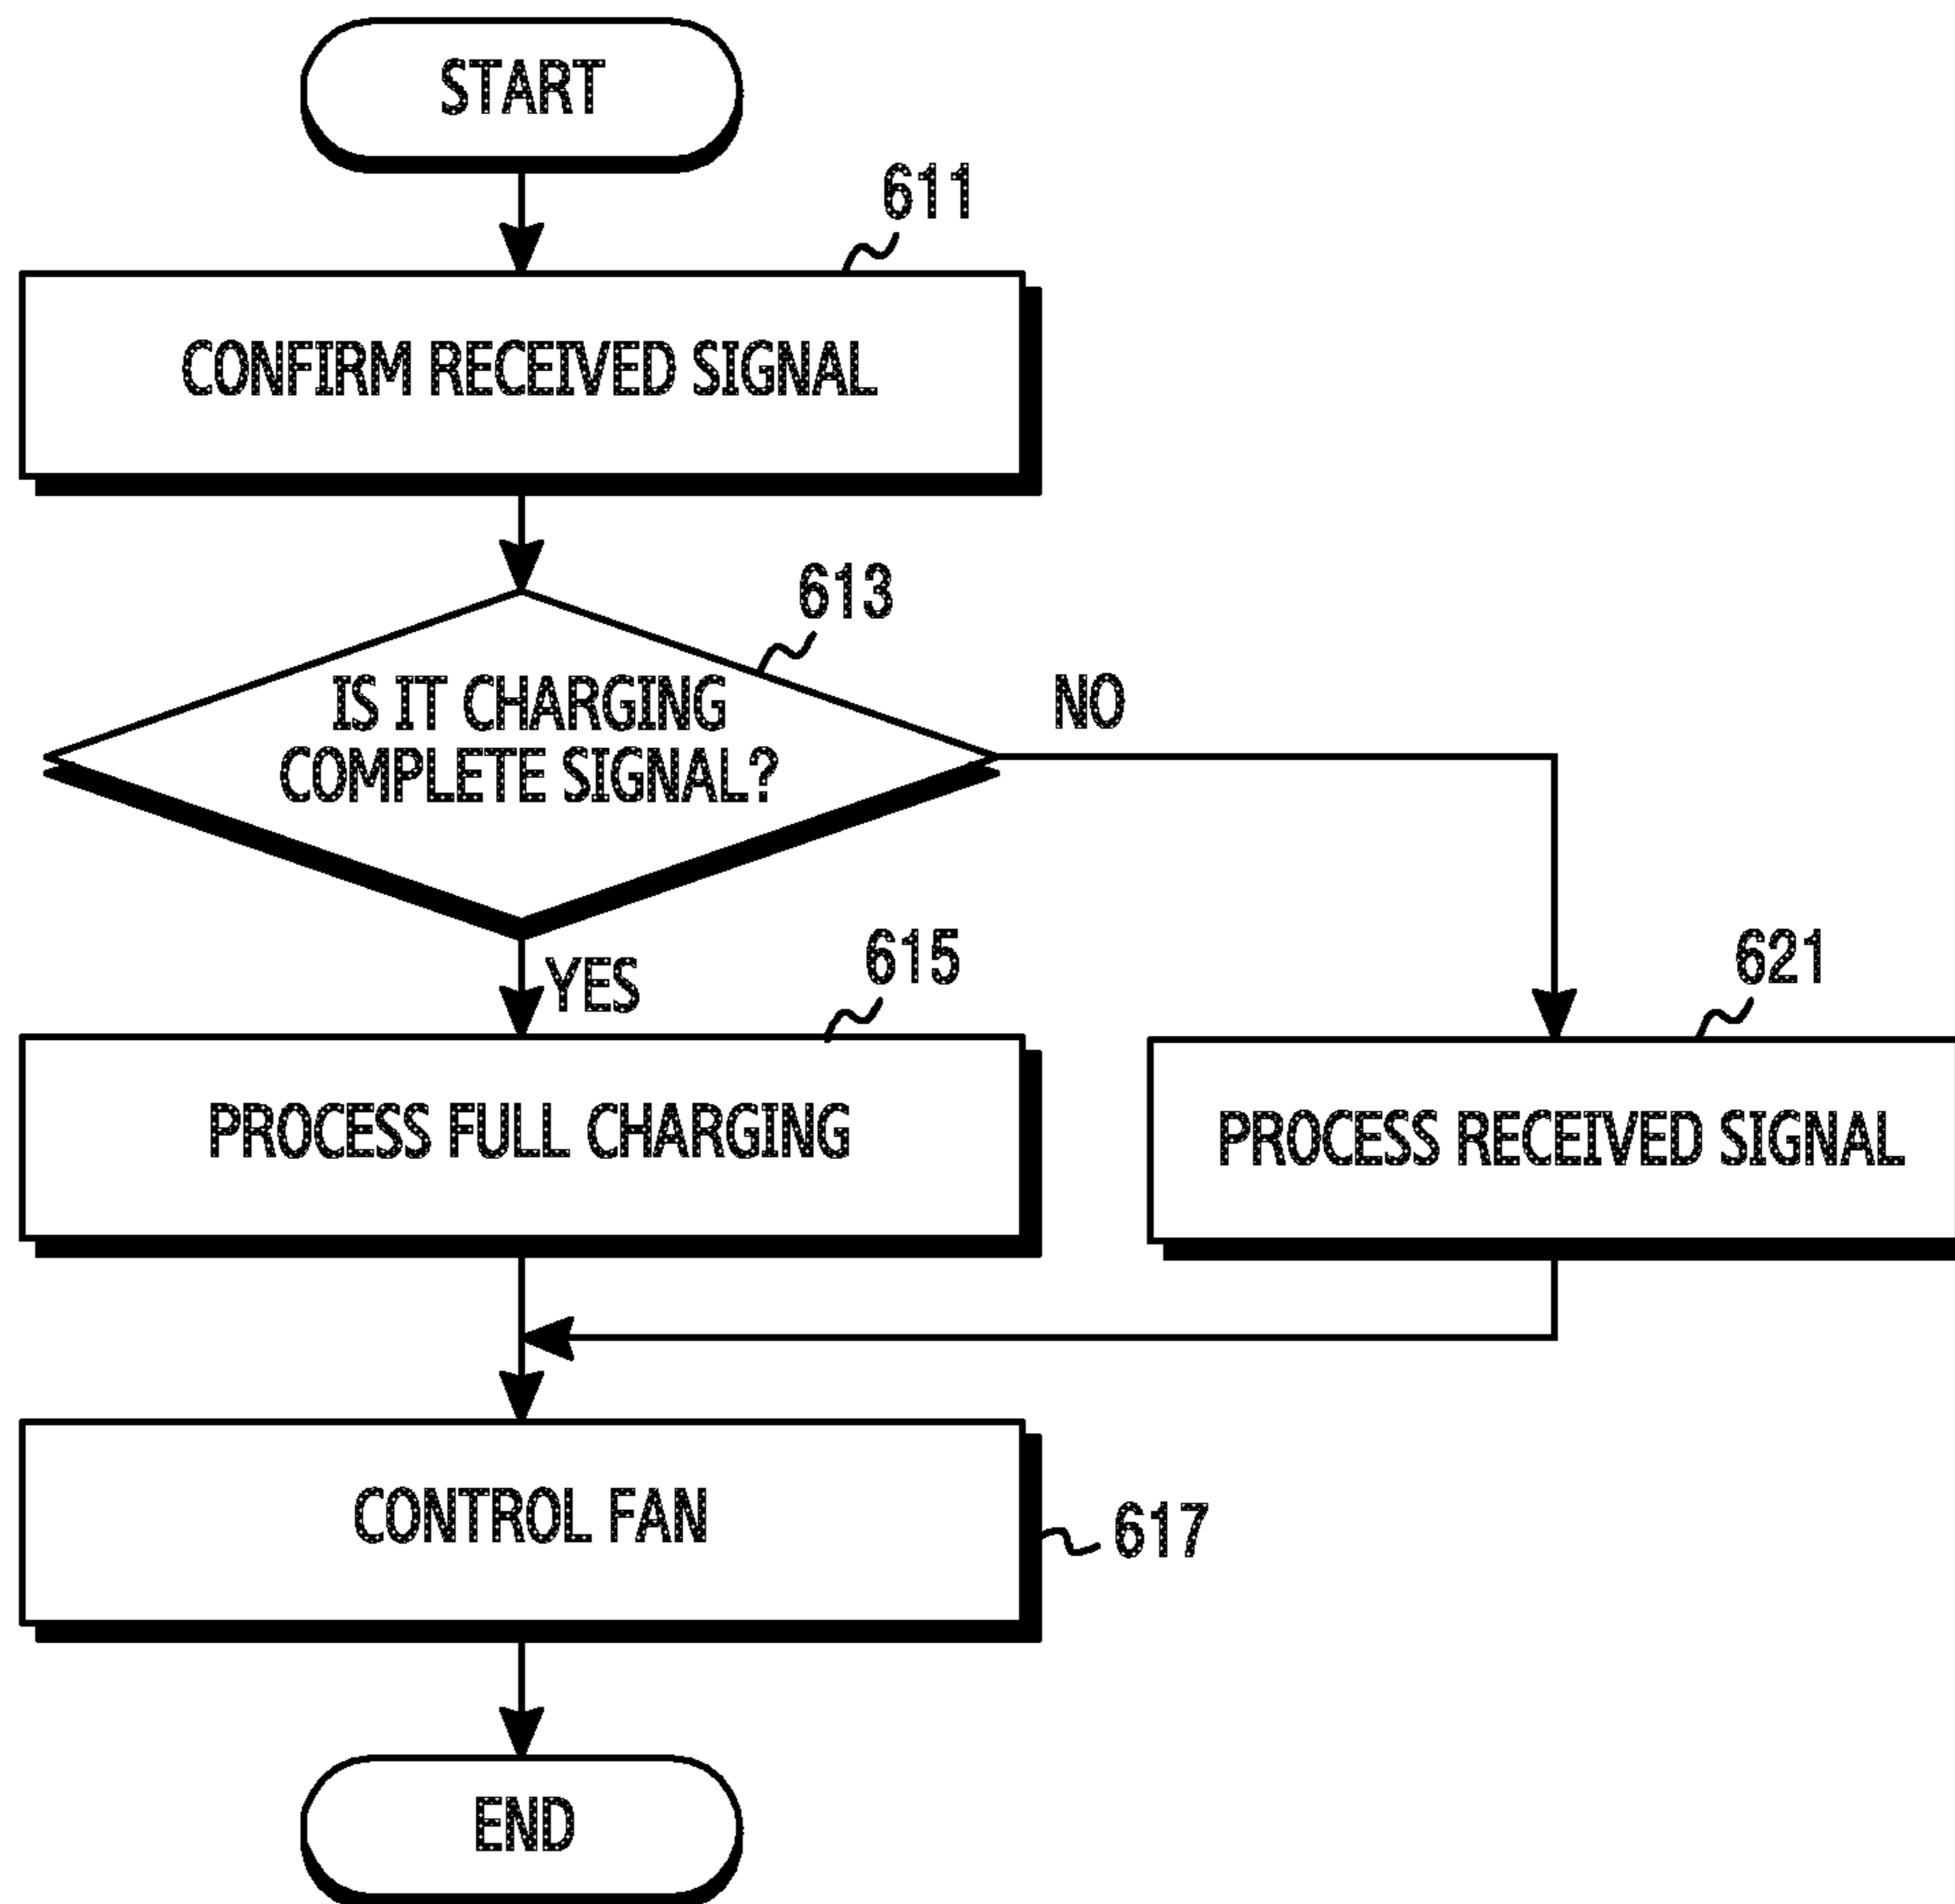 START
611
CONFIRM RECEIVED SIGNAL
613
IS IT CHARGING
COMPLETE SIGNAL?
NO
YES
615
621
PROCESS FULL CHARGING
PROCESS RECEIVED SIGNAL
CONTROL FAN
617
END